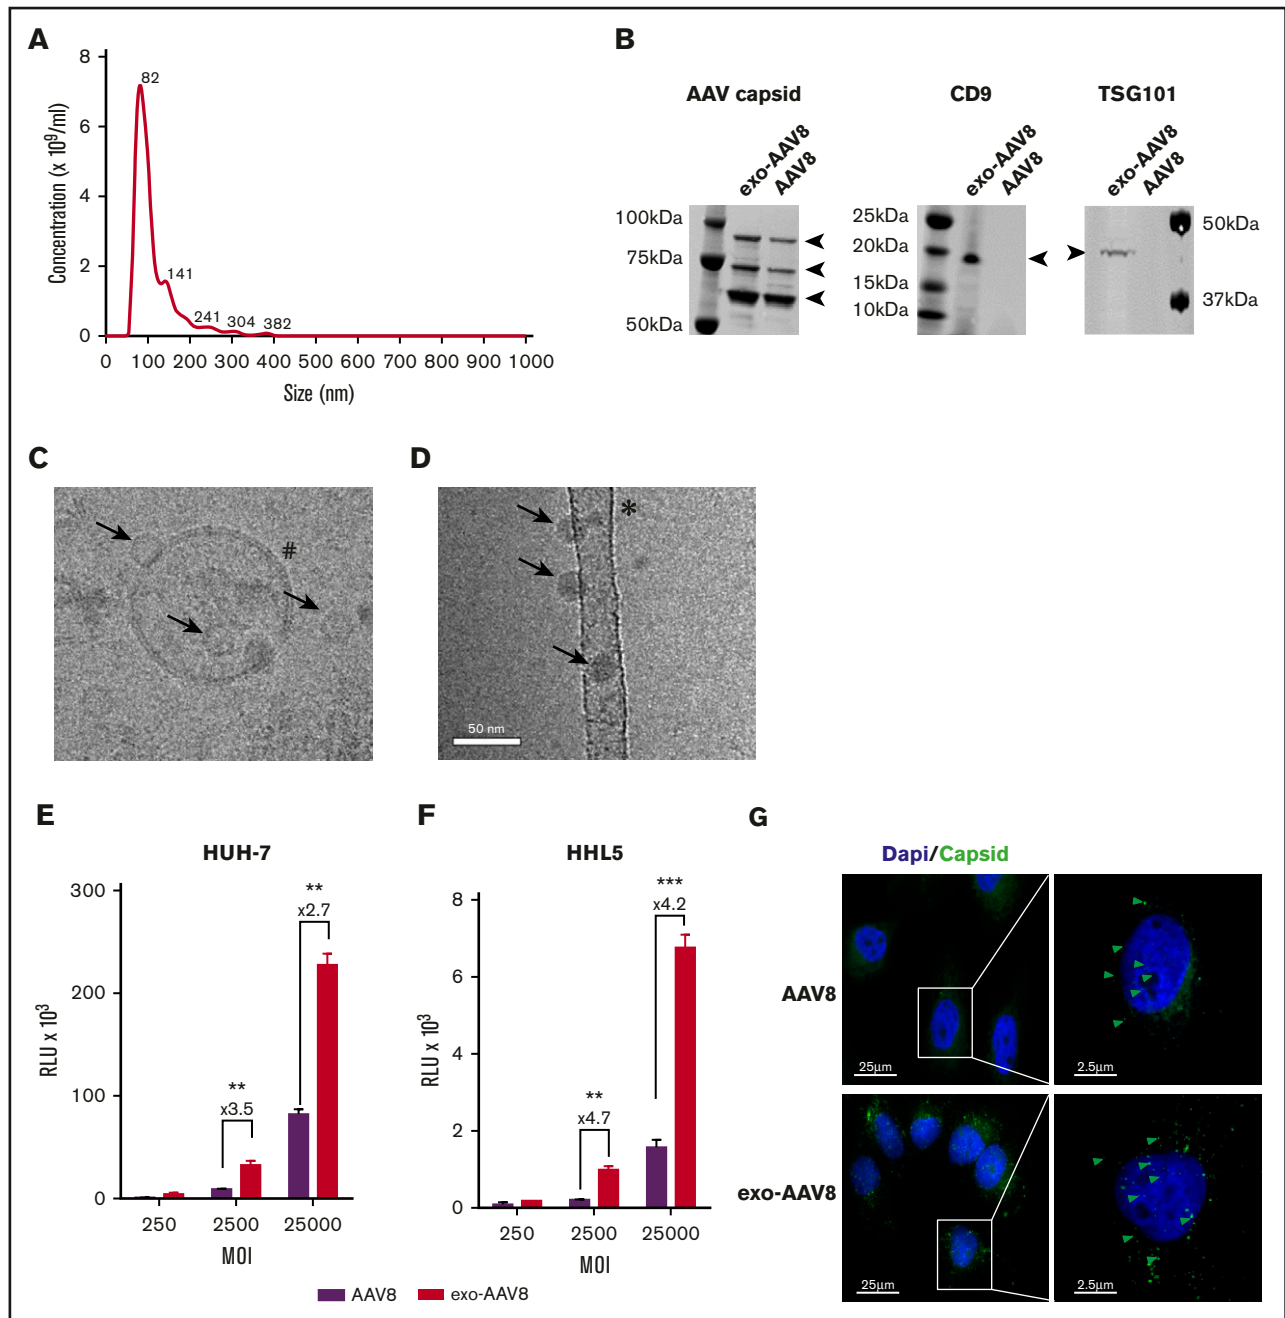 A
8
6
4
2
0
Concentration (x 10⁹/ml)
82
141
241
304
382
0 100 200 300 400 500 600 700 800 900 1000
Size (nm)
B
AAV capsid
exo-AAV8
AAV8
100kDa
75kDa
50kDa
CD9
exo-AAV8
AAV8
25kDa
20kDa
15kDa
10kDa
TSG101
exo-AAV8
AAV8
50kDa
37kDa
C
#
D
*
50 nm
E
HUH-7
300
200
100
0
RLU x 10³
x3.5
**
x2.7
**
250 2500 25000
MOI
F
HHL5
8
6
4
2
0
RLU x 10³
x4.7
**
x4.2
***
250 2500 25000
MOI
AAV8 exo-AAV8
G
Dapi/Capsid
AAV8
25µm
2.5µm
exo-AAV8
25µm
2.5µm